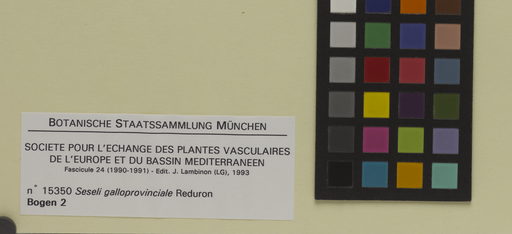 BOTANISCHE STAATSSAMMLUNG MÜNCHEN
SOCIETE POUR L'ECHANGE DES PLANTES VASCULAIRES
DE L'EUROPE ET DU BASSIN MEDITERRANEEN
Fascicule 24 (1990-1991) - Edit. J. Lambinon (LG), 1993
n° 15350 Seseli galloprovinciale Reduron
Bogen 2